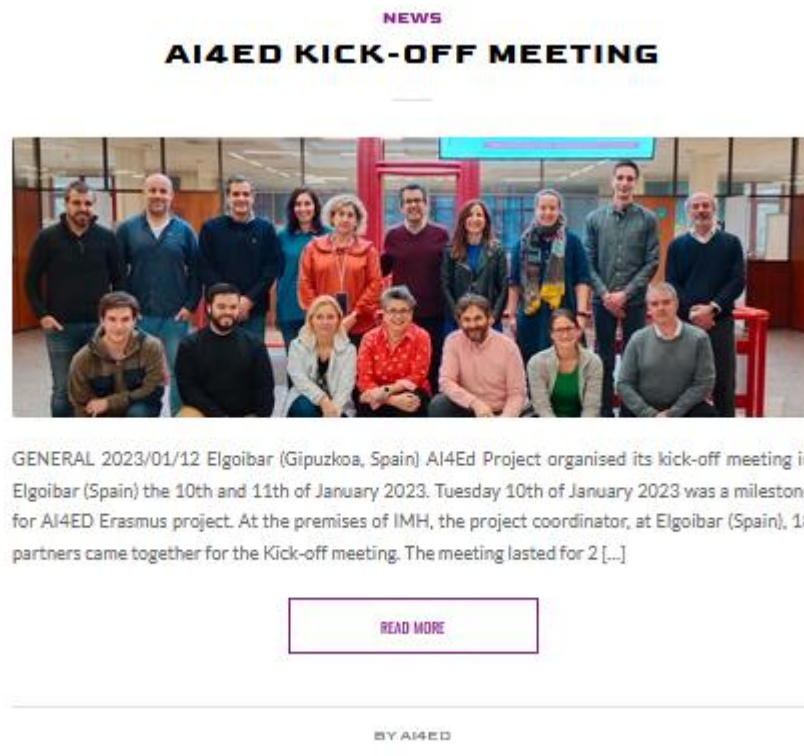 NEWS
AI4ED KICK-OFF MEETING
GENERAL 2023/01/12 Elgoibar (Gipuzkoa, Spain) AI4Ed Project organised its kick-off meeting
Elgoibar (Spain) the 10th and 11th of January 2023. Tuesday 10th of January 2023 was a
for AI4ED Erasmus project. At the premises of IMH, the project coordinator, at Elgoibar (Spain),
partners came together for the Kick-off meeting. The meeting lasted for 2 [...]
READ MORE
BY AI4ED